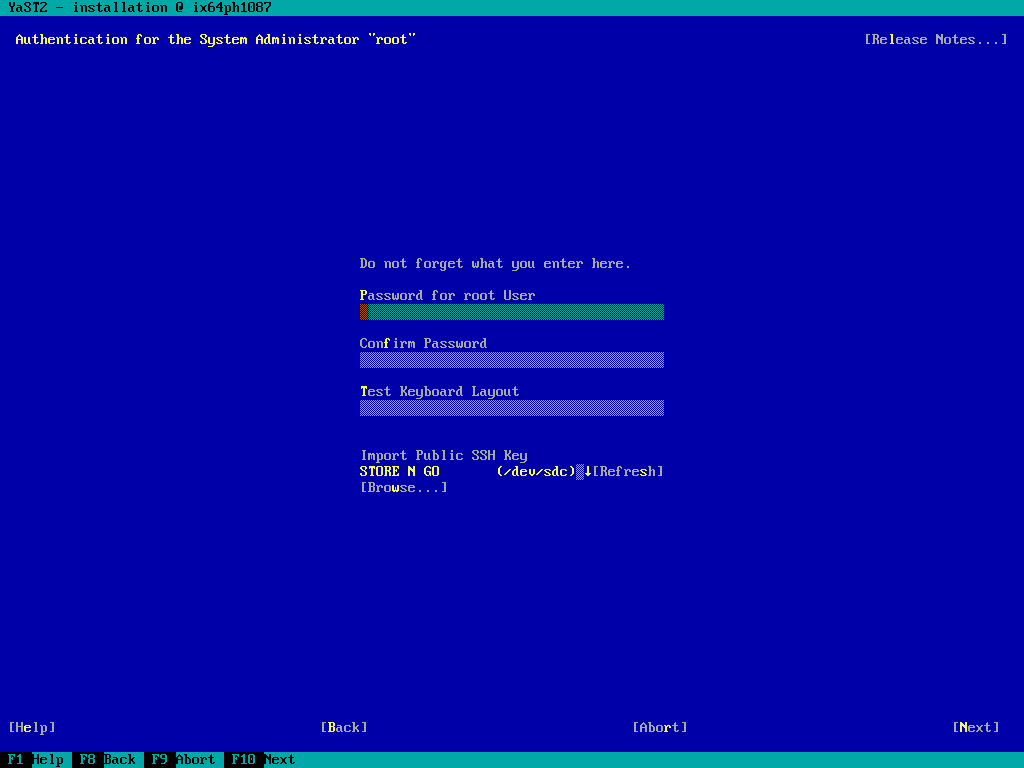 YaST2 - installation @ ix64ph1087
Authentication for the System Administrator "root" [Release Notes...]
Do not forget what you enter here.
Password for root User
Confirm Password
Test Keyboard Layout
Import Public SSH Key
STORE N GO (/dev/sdc)↓[Refresh]
[Browse...]
[Help] [Back] [Abort] [Next]
F1 Help F8 Back F9 Abort F10 Next